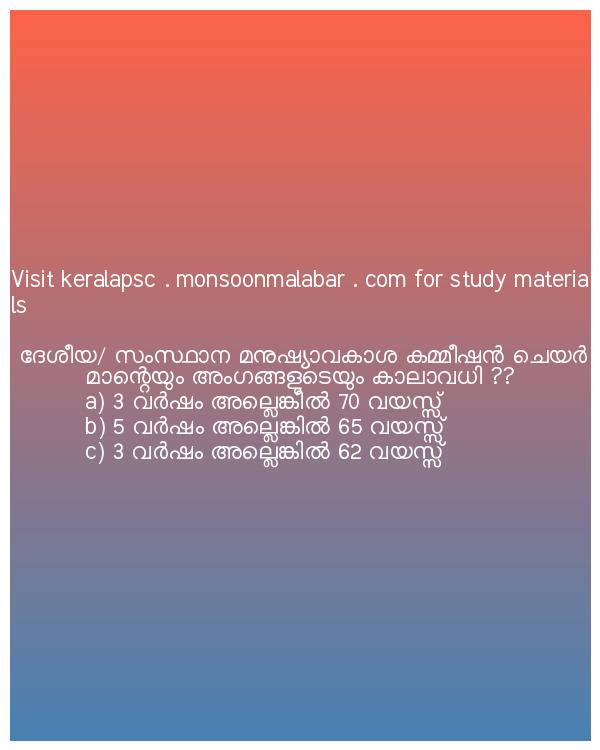 Visit keralapsc . monsoonmalabar . com for study materia
ls
ദേശീയ/ സംസ്ഥാന മനുഷ്യാവകാശ കമ്മീഷൻ ചെയർ
മാന്റെയും അംഗങ്ങളുടെയും കാലാവധി ??
a) 3 വർഷം അല്ലെങ്കിൽ 70 വയസ്സ്
b) 5 വർഷം അല്ലെങ്കിൽ 65 വയസ്സ്
c) 3 വർഷം അല്ലെങ്കിൽ 62 വയസ്സ്